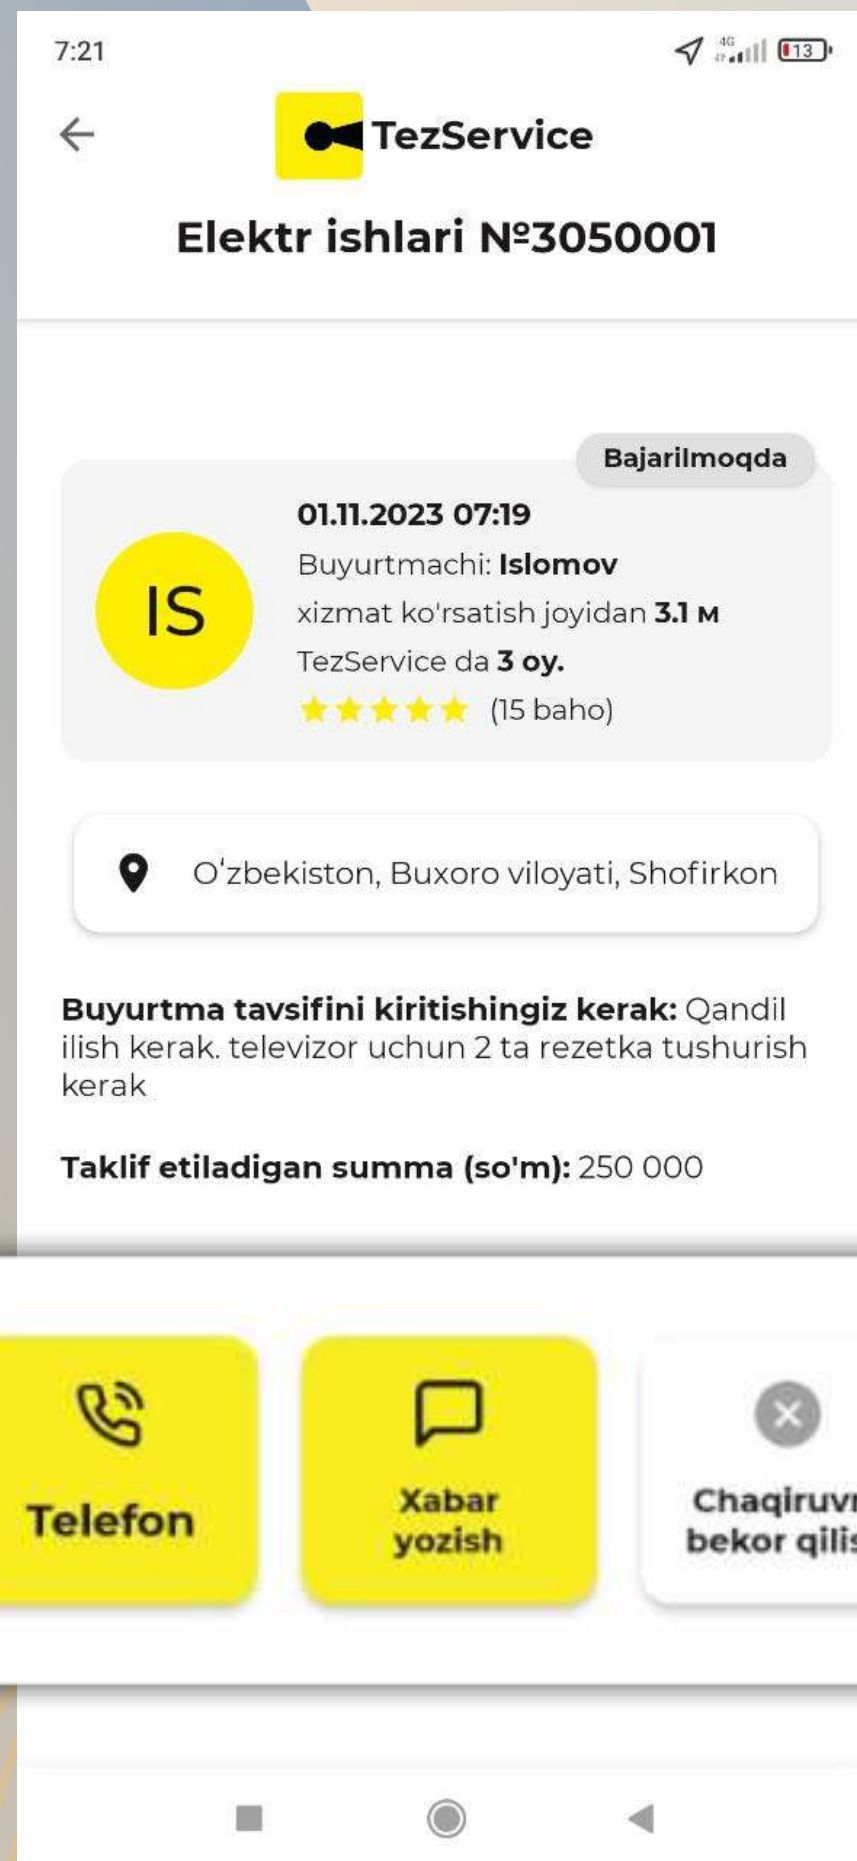 7:21
4G
13
TezService
Elektr ishlari №3050001
Bajarilmoqda
01.11.2023 07:19
IS
Buyurtmachi: Islomov
xizmat ko'rsatish joyidan 3.1 м
TezService da 3 oy.
(15 baho)
Oʻzbekiston, Buxoro viloyati, Shofirkon
Buyurtma tavsifini kiritishingiz kerak: Qandil
ilish kerak. televizor uchun 2 ta rezetka tushurish
kerak
Taklif etiladigan summa (so'm): 250 000
Telefon
Xabar
yozish
bekor